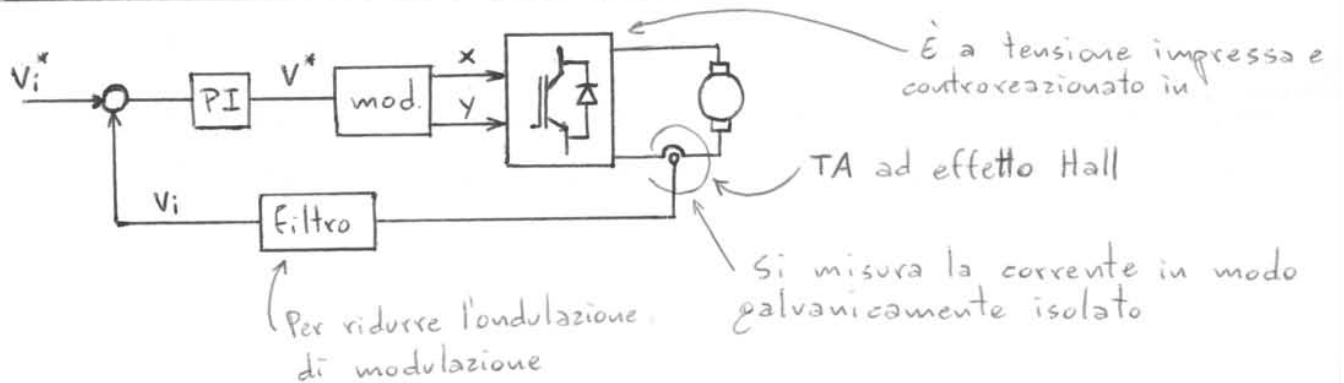 Vi*
PI
V*
mod.
x
y
È a tensione impressa e
controreazionato in
TA ad effetto Hall
Vi
Filtro
Si misura la corrente in modo
galvanicamente isolato
Per ridurre l'ondulazione
di modulazione